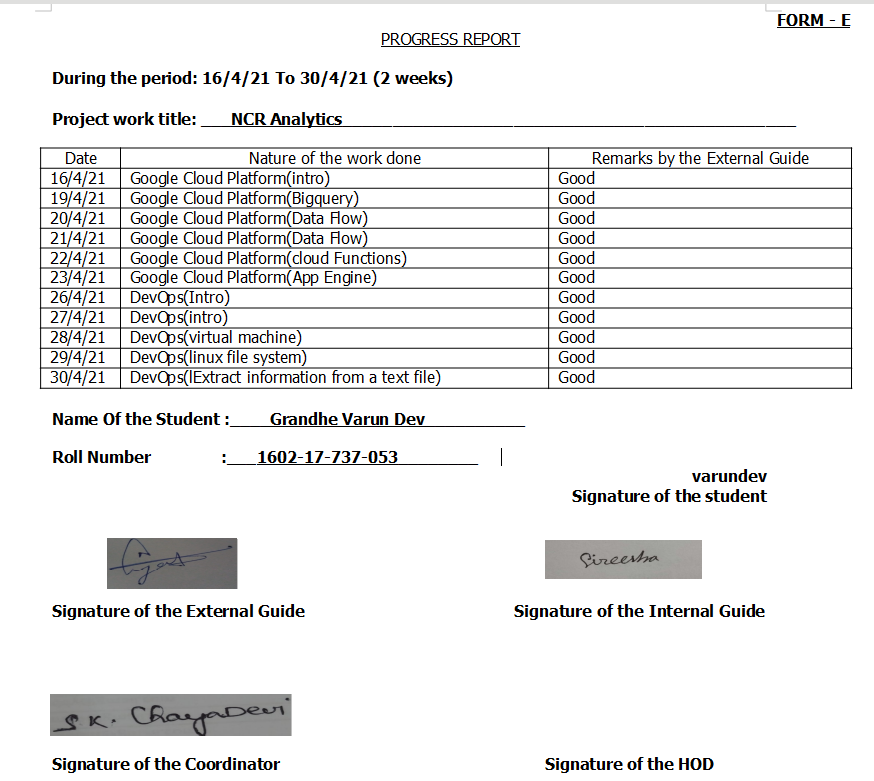 FORM - E
PROGRESS REPORT
During the period: 16/4/21 To 30/4/21 (2 weeks)
Project work title: NCR Analytics
Date Nature of the work done Remarks by the External Guide
16/4/21 Google Cloud Platform(intro) Good
19/4/21 Google Cloud Platform(Bigquery) Good
20/4/21 Google Cloud Platform(Data Flow) Good
21/4/21 Google Cloud Platform(Data Flow) Good
22/4/21 Google Cloud Platform(cloud Functions) Good
23/4/21 Google Cloud Platform(App Engine) Good
26/4/21 DevOps(Intro) Good
27/4/21 DevOps(intro) Good
28/4/21 DevOps(virtual machine) Good
29/4/21 DevOps(linux file system) Good
30/4/21 DevOps(lExtract information from a text file) Good
Name Of the Student : Grandhe Varun Dev
Roll Number : 1602-17-737-053
varundev
Signature of the student
Sireesha
Signature of the External Guide Signature of the Internal Guide
S.K. ChayaDevi
Signature of the Coordinator Signature of the HOD